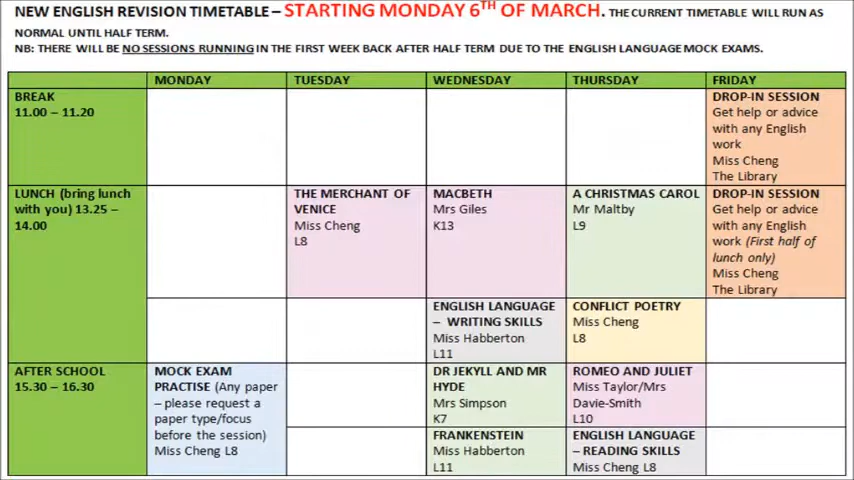 NEW ENGLISH REVISION TIMETABLE – STARTING MONDAY 6TH OF MARCH. THE CURRENT TIMETABLE WILL RUN AS
NORMAL UNTIL HALF TERM.
NB: THERE WILL BE NO SESSIONS RUNNING IN THE FIRST WEEK BACK AFTER HALF TERM DUE TO THE ENGLISH LANGUAGE MOCK EXAMS.
MONDAY
TUESDAY
WEDNESDAY
THURSDAY
FRIDAY
BREAK
11.00 – 11.20
DROP-IN SESSION
Get help or advice
with any English
work
Miss Cheng
The Library
LUNCH (bring lunch
with you) 13.25 –
14.00
THE MERCHANT OF
VENICE
Miss Cheng
L8
MACBETH
Mrs Giles
K13
A CHRISTMAS CAROL
Mr Maltby
L9
DROP-IN SESSION
Get help or advice
with any English
work (First half of
lunch only)
Miss Cheng
The Library
ENGLISH LANGUAGE
– WRITING SKILLS
Miss Habberton
L11
CONFLICT POETRY
Miss Cheng
L8
AFTER SCHOOL
15.30 – 16.30
MOCK EXAM
PRACTISE (Any paper
– please request a
paper type/focus
before the session)
Miss Cheng L8
DR JEKYLL AND MR
HYDE
Mrs Simpson
K7
ROMEO AND JULIET
Miss Taylor/Mrs
Davie-Smith
L10
FRANKENSTEIN
Miss Habberton
L11
ENGLISH LANGUAGE
– READING SKILLS
Miss Cheng L8